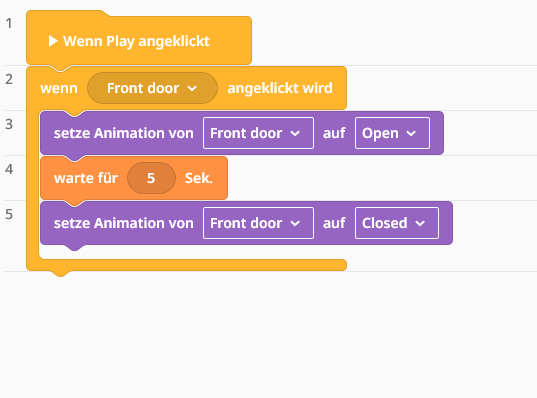 1 Wenn Play angeklickt
2 wenn Front door angeklickt wird
3 setze Animation von Front door auf Open
4 warte für 5 Sek.
5 setze Animation von Front door auf Closed